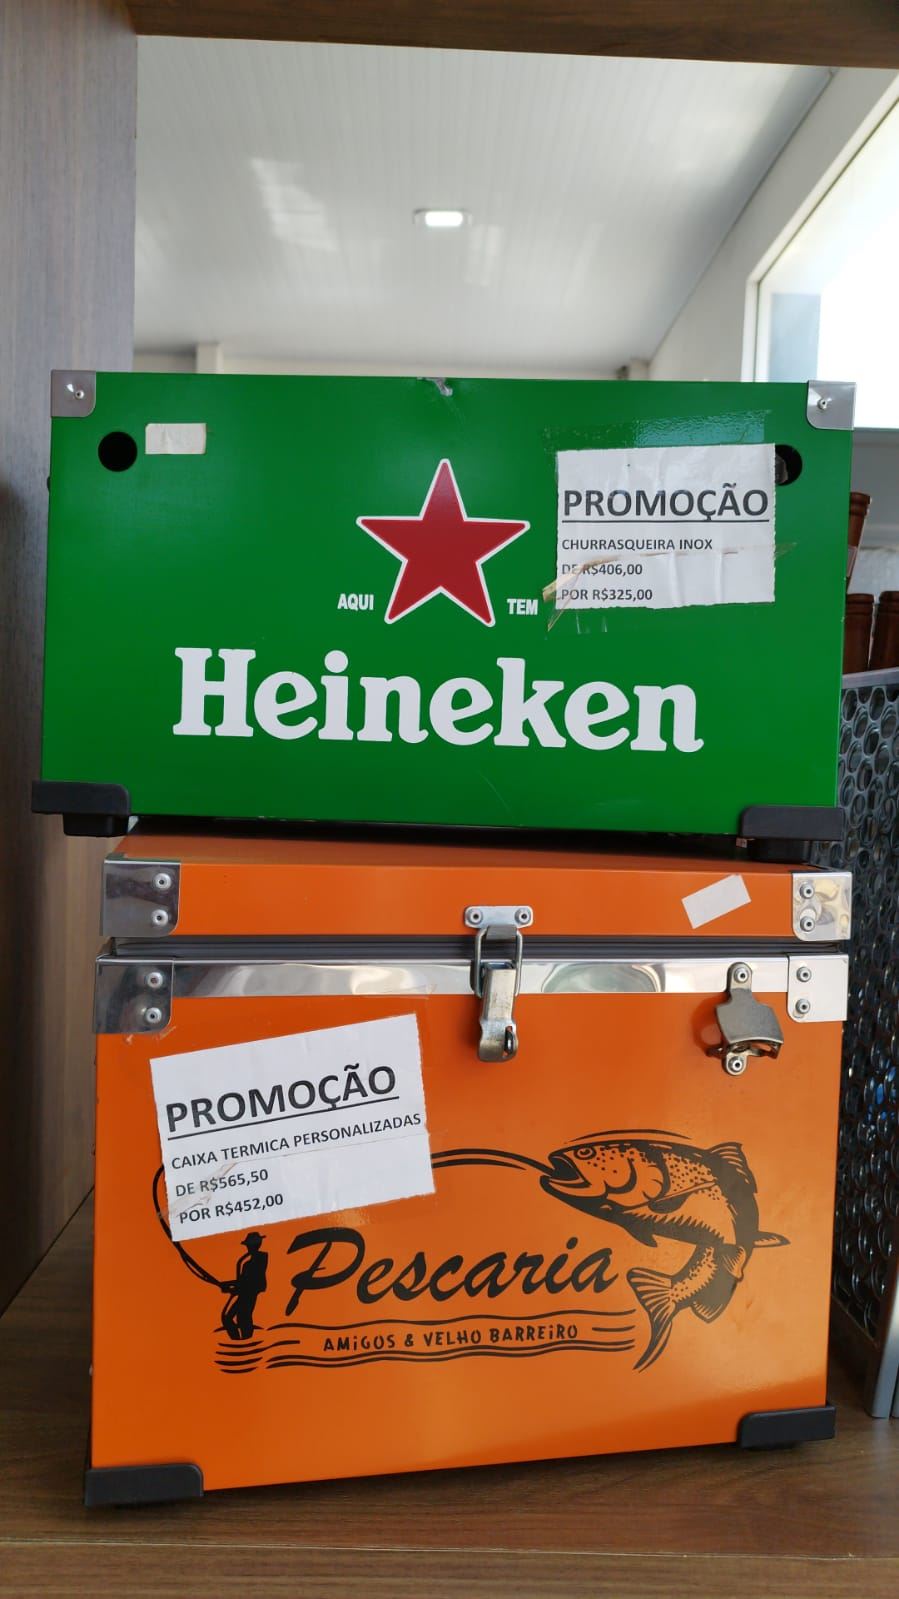 PROMOÇÃO
CHURRASQUEIRA INOX
DE R$406,00
POR R$325,00
AQUI TEM
Heineken
PROMOÇÃO
CAIXA TERMICA PERSONALIZADAS
DE R$565,50
POR R$452,00
Pescaria
AMIGOS & VELHO BARREIRO